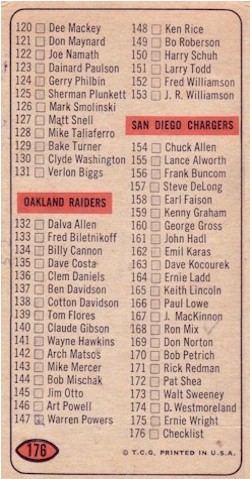 120 Dee Mackey
121 Don Maynard
122 Joe Namath
123 Dainard Paulson
124 Gerry Philbin
125 Sherman Plunkett
126 Mark Smolinski
127 Matt Snell
128 Mike Taliaferro
129 Bake Turner
130 Clyde Washington
131 Verlon Biggs
OAKLAND RAIDERS
132 Dalva Allen
133 Fred Biletnikoff
134 Billy Cannon
135 Dave Costa
136 Clem Daniels
137 Ben Davidson
138 Cotton Davidson
139 Tom Flores
140 Claude Gibson
141 Wayne Hawkins
142 Arch Matsos
143 Mike Mercer
144 Bob Mischak
145 Jim Otto
146 Art Powell
147 Warren Powers
148 Ken Rice
149 Bo Roberson
150 Harry Schuh
151 Larry Todd
152 Fred Williamson
153 J. R. Williamson
SAN DIEGO CHARGERS
154 Chuck Allen
155 Lance Alworth
156 Frank Buncom
157 Steve DeLong
158 Earl Faison
159 Kenny Graham
160 George Gross
161 John Hadl
162 Emil Karas
163 Dave Kocourek
164 Ernie Ladd
165 Keith Lincoln
166 Paul Lowe
167 J. MacKinnon
168 Ron Mix
169 Don Norton
170 Bob Petrich
171 Rick Redman
172 Pat Shea
173 Walt Sweeney
174 D. Westmoreland
175 Ernie Wright
176 Checklist
176
© T.C.G. PRINTED IN U.S.A.